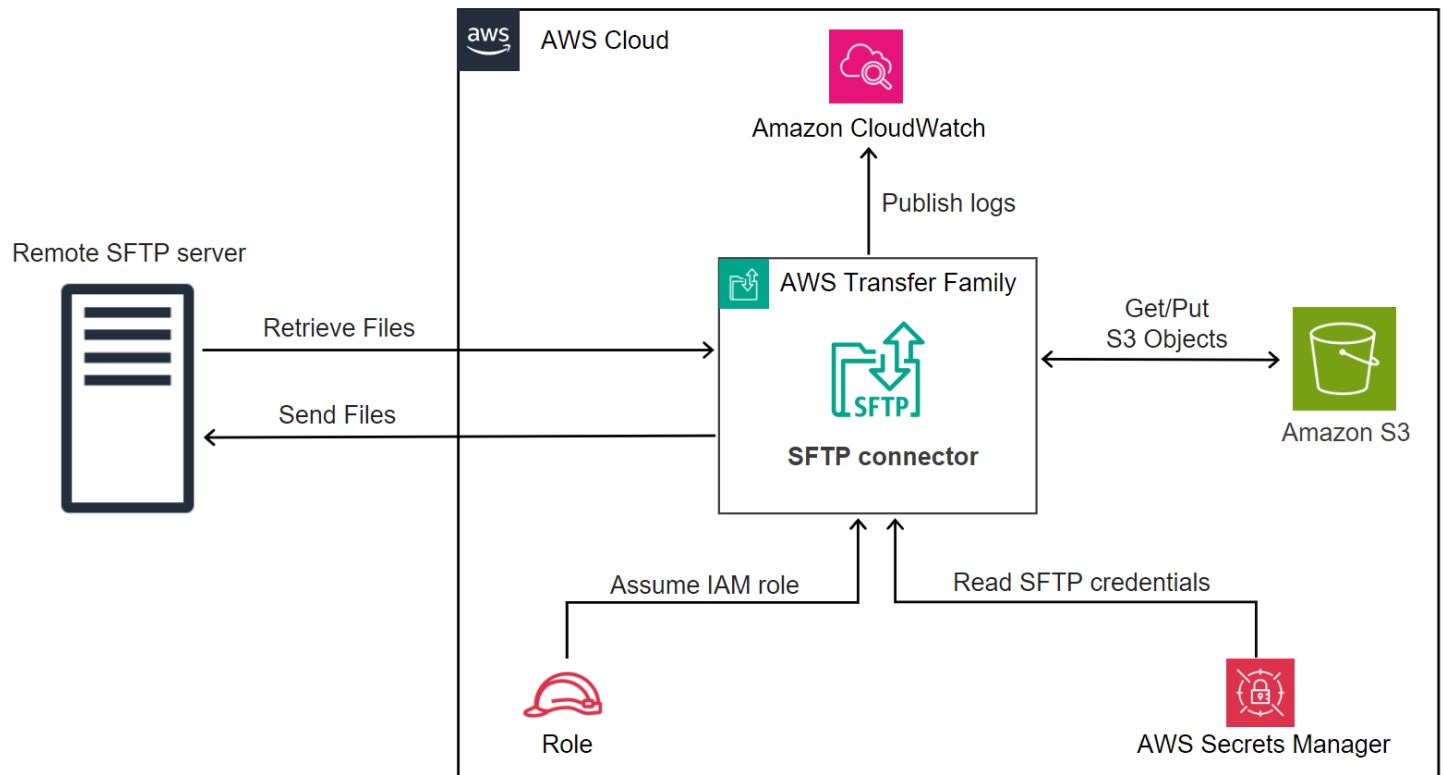 aws
AWS Cloud
Amazon CloudWatch
Publish logs
Remote SFTP server
AWS Transfer Family
Retrieve Files
Get/Put
S3 Objects
SFTP
Send Files
Amazon S3
SFTP connector
Assume IAM role
Read SFTP credentials
Role
AWS Secrets Manager